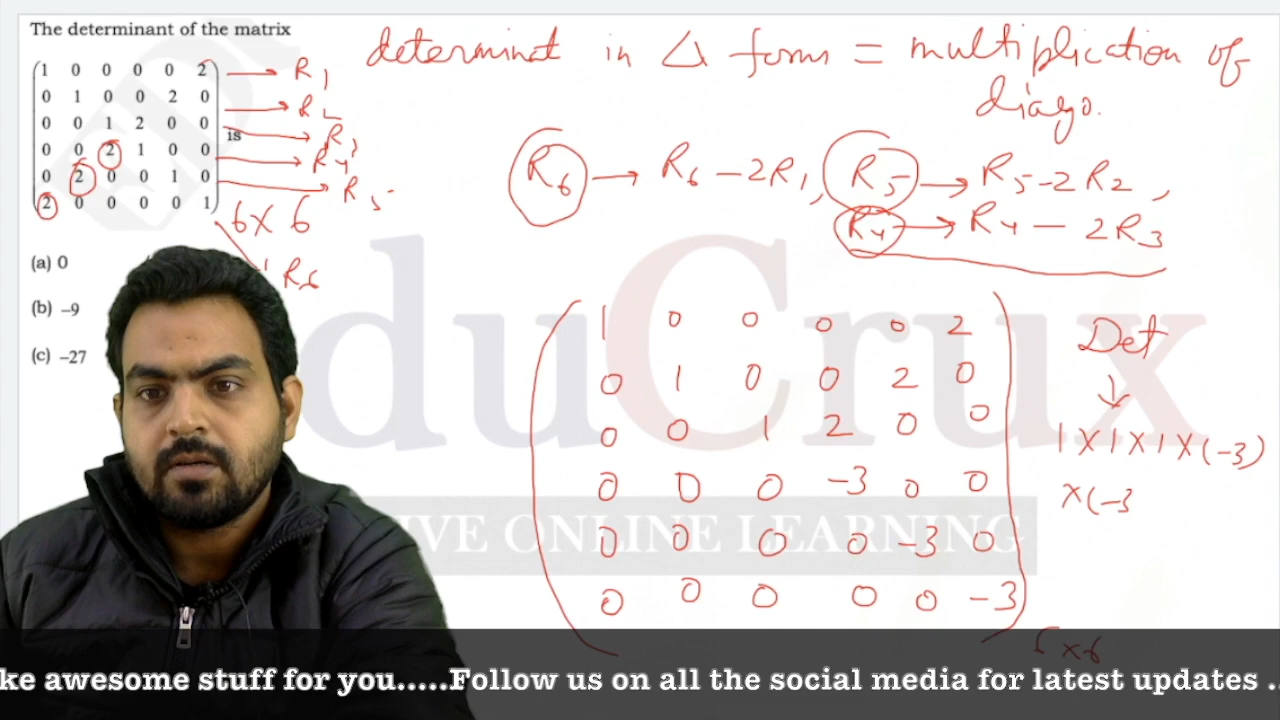 The determinant of the matrix
1 0 0 0 0 2
0 1 0 0 2 0
0 0 1 2 0 0
is
0 0 2 1 0 0
0 2 0 0 1 0
2 0 0 0 0 1
→ R1
→ R2
→ R3
→ R4
→ R5
R6
6 X 6
(a) 0
(b) –9
(c) –27
determinat in △ form = multiplication of
diago.
R6 → R6 – 2R1, R5 → R5 - 2R2,
R4 → R4 – 2R3
1 0 0 0 0 2
0 1 0 0 2 0
0 0 1 2 0 0
0 0 0 -3 0 0
0 0 0 0 -3 0
0 0 0 0 0 -3
6 x 6
Det
↓
1 X 1 X 1 X (-3)
X (-3
duCrux
IVE ONLINE LEARNING
ke awesome stuff for you.....Follow us on all the social media for latest updates ..